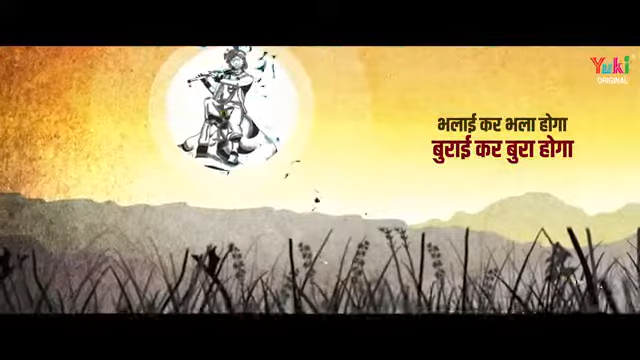 Yuki
ORIGINAL
भलाई कर भला होगा
बुराई कर बुरा होगा